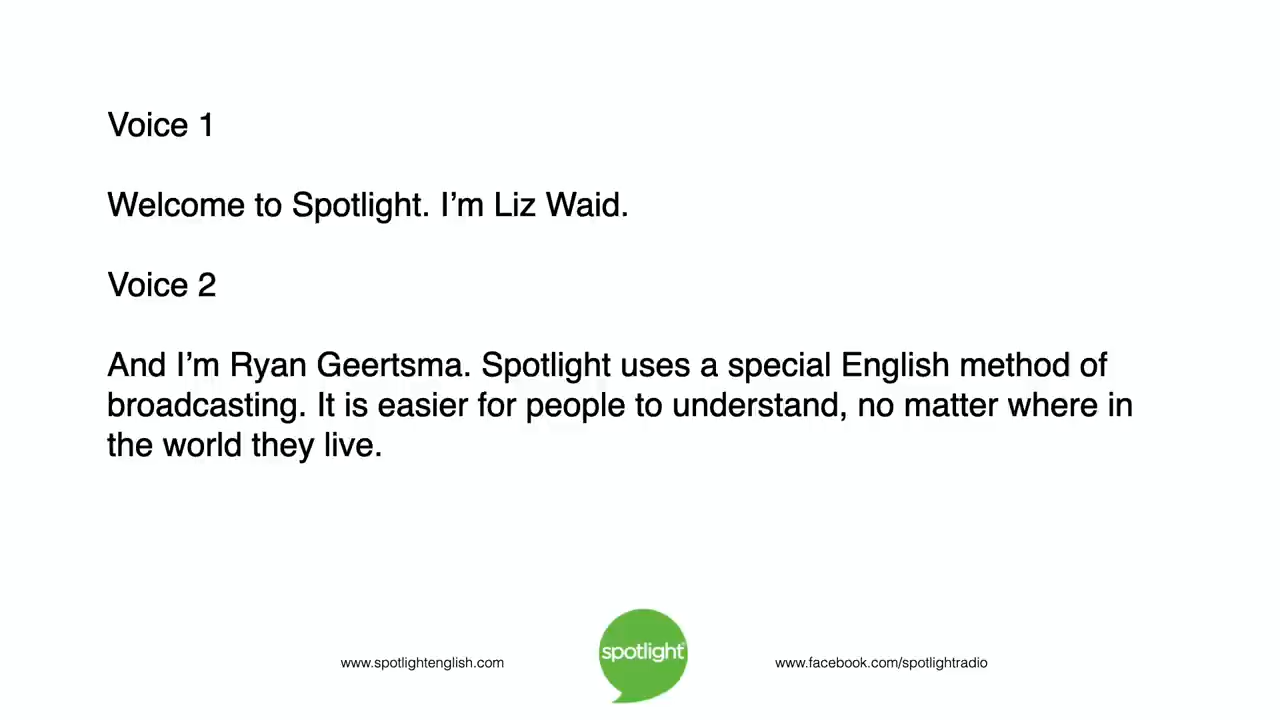 Voice 1
Welcome to Spotlight. I’m Liz Waid.
Voice 2
And I’m Ryan Geertsma. Spotlight uses a special English method of
broadcasting. It is easier for people to understand, no matter where in
the world they live.
www.spotlightenglish.com
spotlight
www.facebook.com/spotlightradio